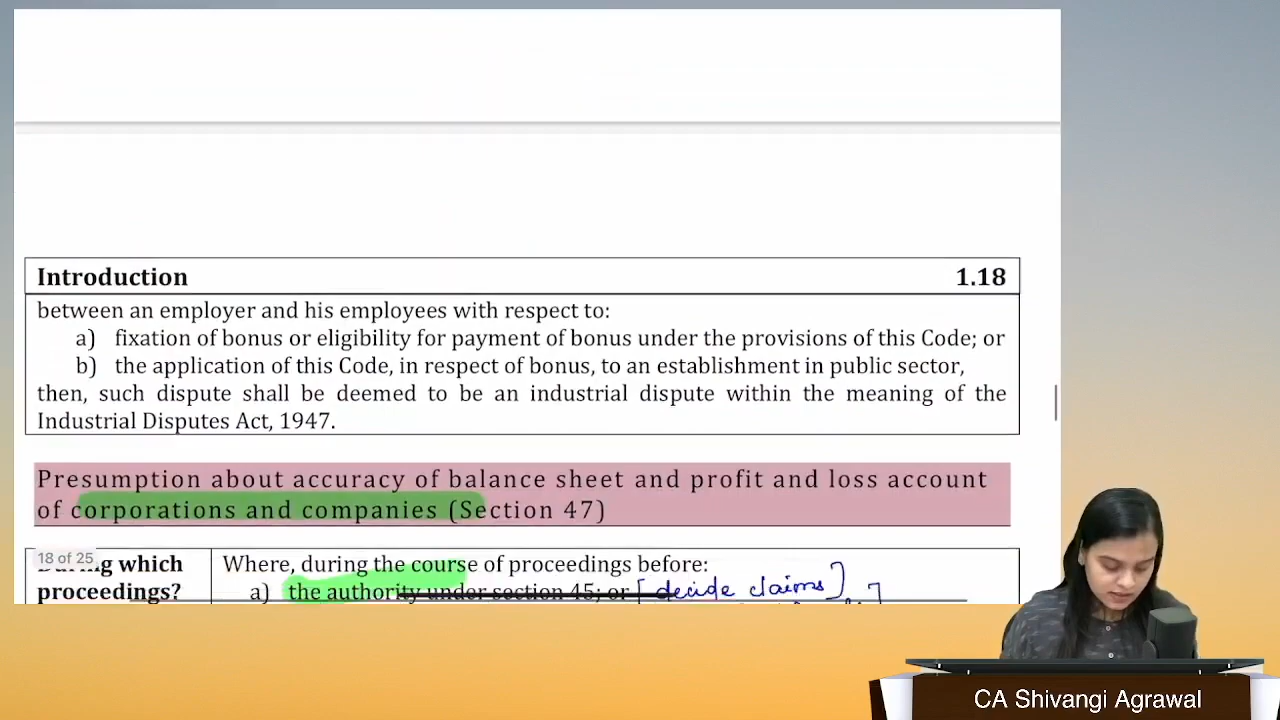 Introduction 1.18
between an employer and his employees with respect to:
a) fixation of bonus or eligibility for payment of bonus under the provisions of this Code; or
b) the application of this Code, in respect of bonus, to an establishment in public sector,
then, such dispute shall be deemed to be an industrial dispute within the meaning of the
Industrial Disputes Act, 1947.
Presumption about accuracy of balance sheet and profit and loss account
of corporations and companies (Section 47)
18 of 25
which Where, during the course of proceedings before:
proceedings? a) the authority under section 45; or [decide claims]
CA Shivangi Agrawal